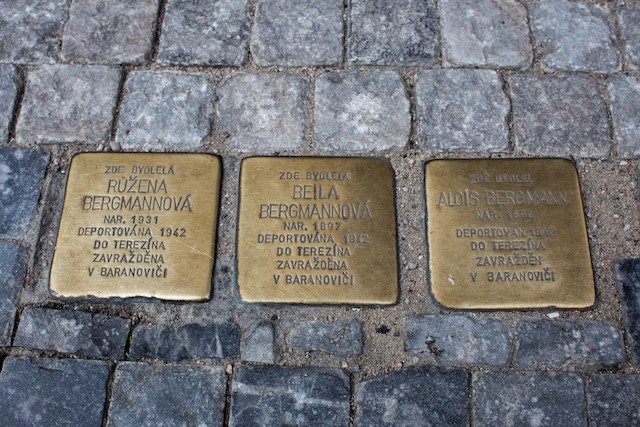 ZDE BYDLELA
RŮŽENA
BERGMANNOVÁ
NAR. 1931
DEPORTOVÁNA 1942
DO TEREZÍNA
ZAVRAŽDĚNA
V BARANOVIČI
ZDE BYDLELA
BEILA
BERGMANNOVÁ
NAR. 1897
DEPORTOVÁNA 1942
DO TEREZÍNA
ZAVRAŽDĚNA
V BARANOVIČI
ZDE BYDLEL
ALOIS BERGMANN
NAR.
DEPORTOVÁN 1942
DO TEREZÍNA
ZAVRAŽDĚN
V BARANOVIČI